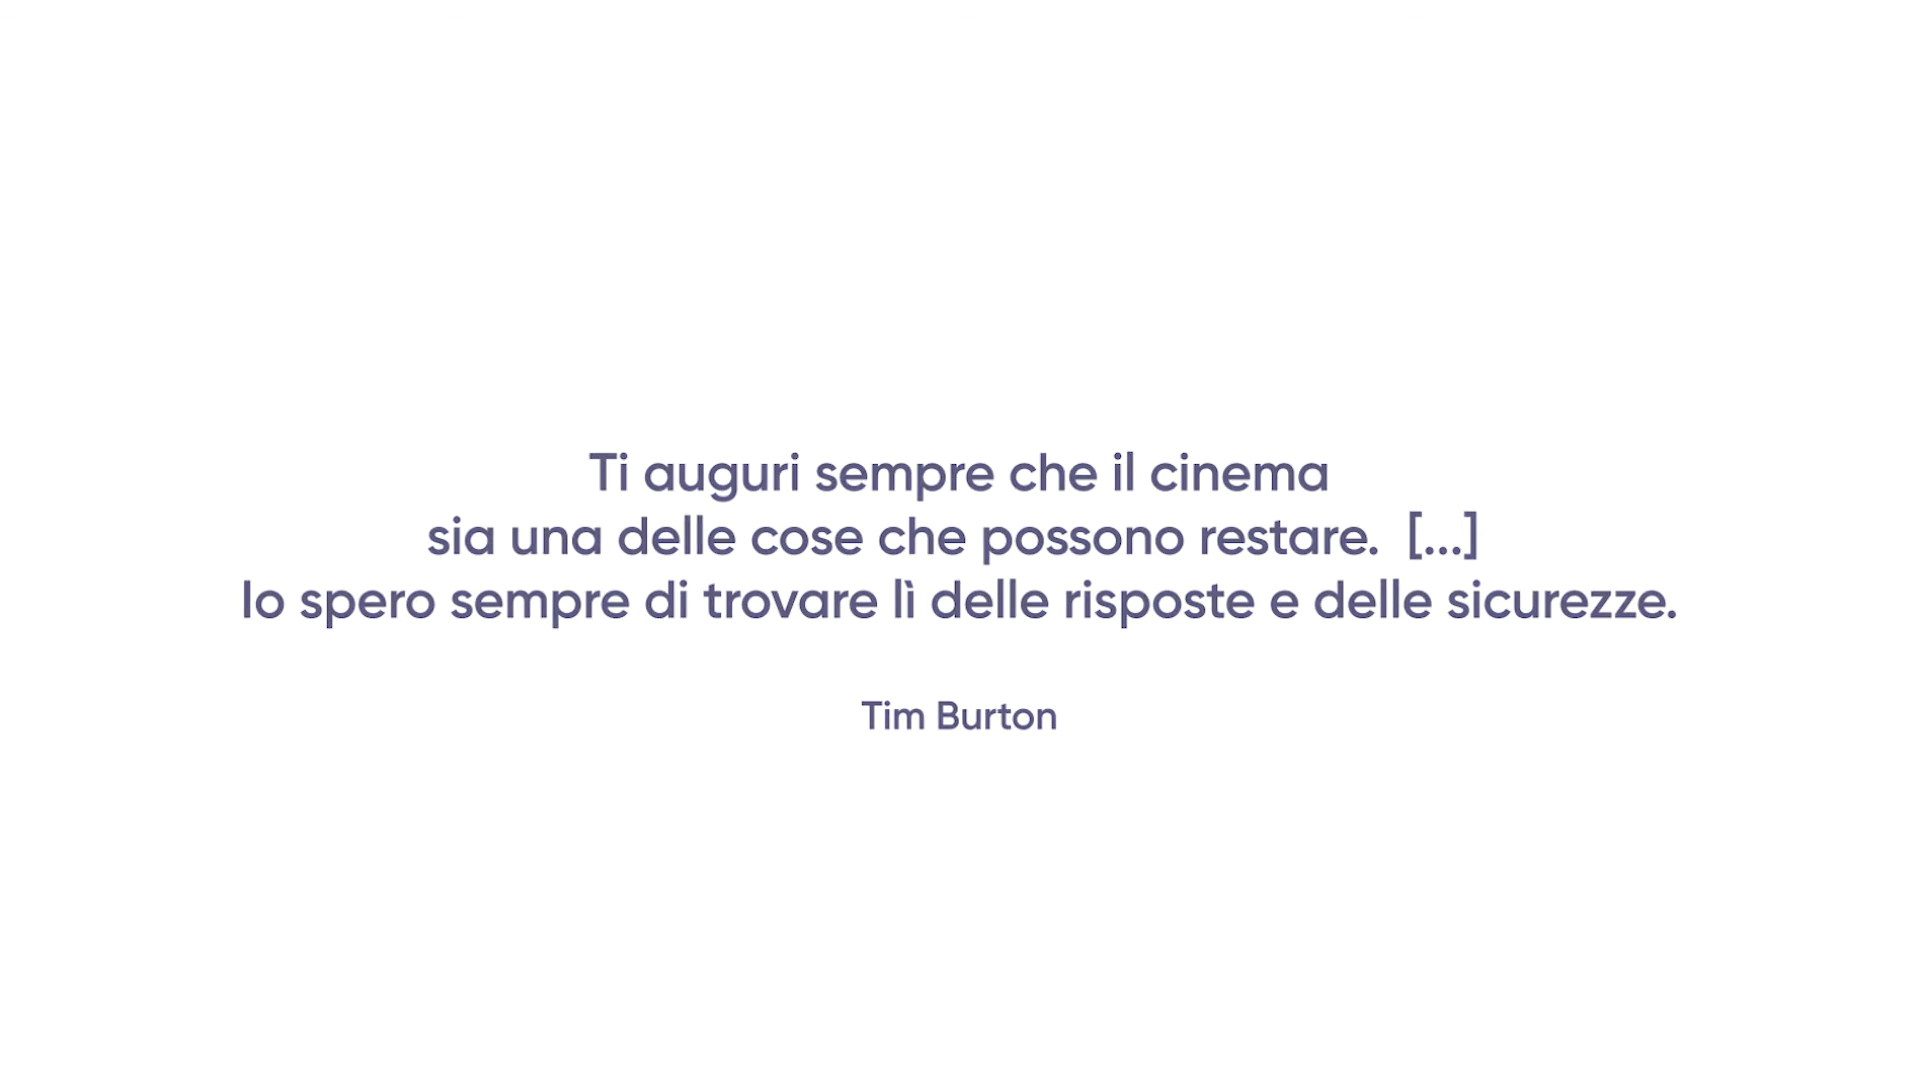 Ti auguri sempre che il cinema
sia una delle cose che possono restare. [...]
Io spero sempre di trovare lì delle risposte e delle sicurezze.
Tim Burton